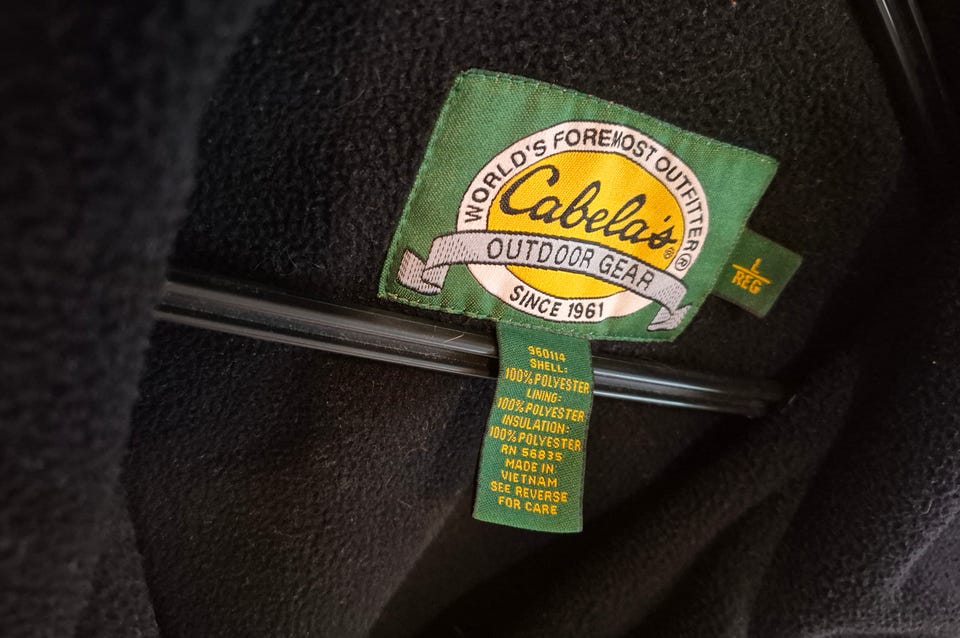 WORLD'S FOREMOST OUTFITTER®
Cabela's®
OUTDOOR GEAR
SINCE 1961
L
REG
960114
SHELL:
100% POLYESTER
LINING:
100% POLYESTER
INSULATION:
100% POLYESTER
RN 56835
MADE IN
VIETNAM
SEE REVERSE
FOR CARE